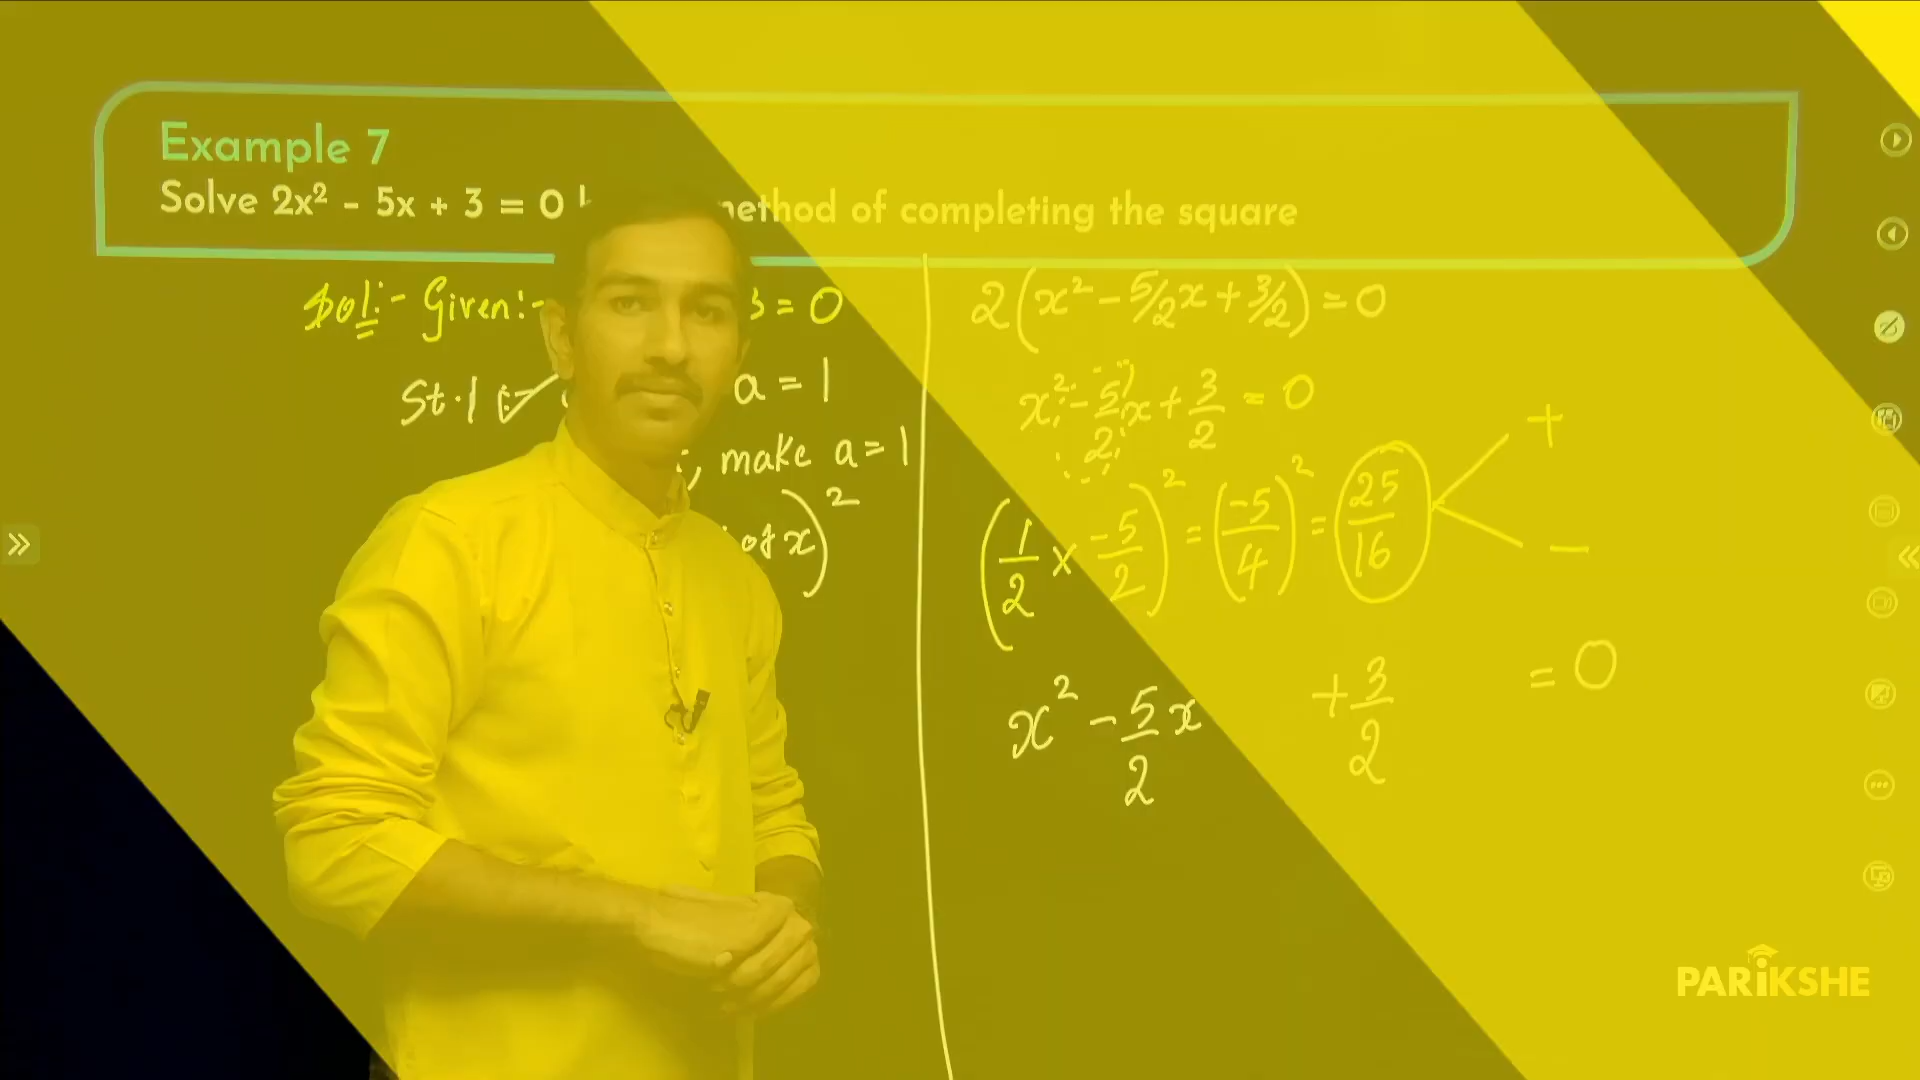 Example 7
Solve 2x² - 5x + 3 = 0 method of completing the square
Sol:- Given:- 3 = 0
St.1 a = 1
, make a = 1
of x)²
2(x² - 5/2x + 3/2) = 0
x² - 5/2 x + 3/2 = 0
(1/2 × -5/2)² = (-5/4)² = 25/16 + -
x² - 5/2 x + 3/2 = 0
PARIKSHE